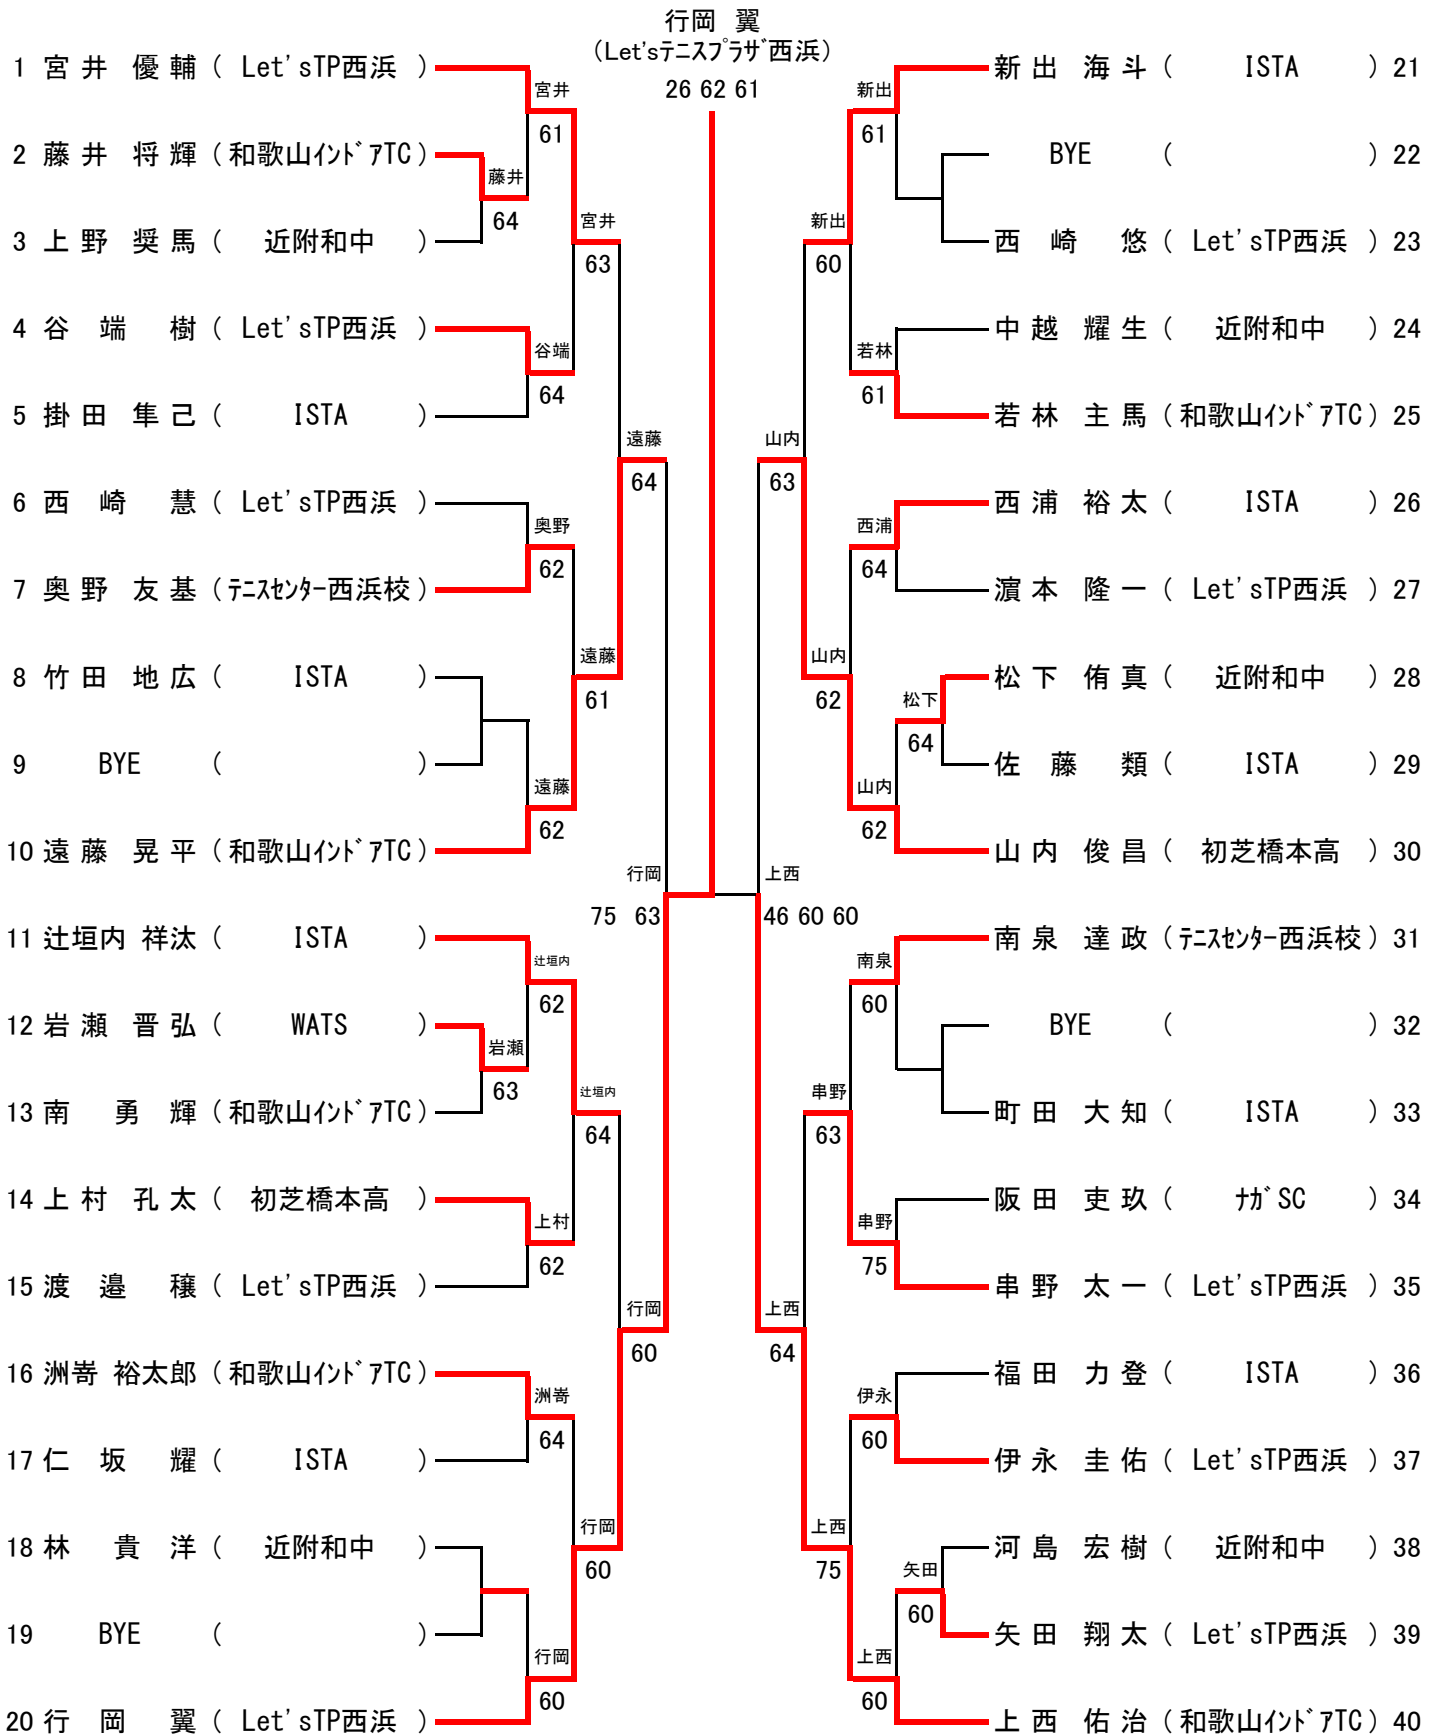 行岡 翼
(Let'sﾃﾆｽﾌﾟﾗｻﾞ西浜)
26 62 61
1 宮井 優輔 ( Let'sTP西浜 )
宮井
61
2 藤井 将輝 (和歌山ｲﾝﾄﾞｱTC)
藤井
64
3 上野 奨馬 ( 近附和中 )
宮井
63
4 谷端 樹 ( Let'sTP西浜 )
谷端
64
5 掛田 隼己 ( ISTA )
遠藤
64
6 西崎 慧 ( Let'sTP西浜 )
奥野
62
7 奥野 友基 (ﾃﾆｽｾﾝﾀｰ西浜校)
遠藤
61
8 竹田 地広 ( ISTA )
9 BYE ( )
遠藤
62
10 遠藤 晃平 (和歌山ｲﾝﾄﾞｱTC)
行岡
75 63
11 辻垣内 祥汰 ( ISTA )
辻垣内
62
12 岩瀬 晋弘 ( WATS )
岩瀬
63
13 南 勇輝 (和歌山ｲﾝﾄﾞｱTC)
辻垣内
64
14 上村 孔太 ( 初芝橋本高 )
上村
62
15 渡邉 穣 ( Let'sTP西浜 )
行岡
60
16 洲嵜 裕太郎 (和歌山ｲﾝﾄﾞｱTC)
洲嵜
64
17 仁坂 耀 ( ISTA )
行岡
60
18 林 貴洋 ( 近附和中 )
19 BYE ( )
行岡
60
20 行岡 翼 ( Let'sTP西浜 )
新出 海斗 ( ISTA ) 21
新出
61
BYE ( ) 22
西崎 悠 ( Let'sTP西浜 ) 23
新出
60
中越 耀生 ( 近附和中 ) 24
若林
61
若林 主馬 (和歌山ｲﾝﾄﾞｱTC) 25
山内
63
西浦 裕太 ( ISTA ) 26
西浦
64
濵本 隆一 ( Let'sTP西浜 ) 27
山内
62
松下 侑真 ( 近附和中 ) 28
松下
64
佐藤 類 ( ISTA ) 29
山内
62
山内 俊昌 ( 初芝橋本高 ) 30
上西
46 60 60
南泉 達政 (ﾃﾆｽｾﾝﾀｰ西浜校) 31
南泉
60
BYE ( ) 32
町田 大知 ( ISTA ) 33
串野
63
阪田 吏玖 ( ﾅｶﾞSC ) 34
串野
75
串野 太一 ( Let'sTP西浜 ) 35
上西
64
福田 力登 ( ISTA ) 36
伊永
60
伊永 圭佑 ( Let'sTP西浜 ) 37
上西
75
河島 宏樹 ( 近附和中 ) 38
矢田
60
矢田 翔太 ( Let'sTP西浜 ) 39
上西
60
上西 佑治 (和歌山ｲﾝﾄﾞｱTC) 40